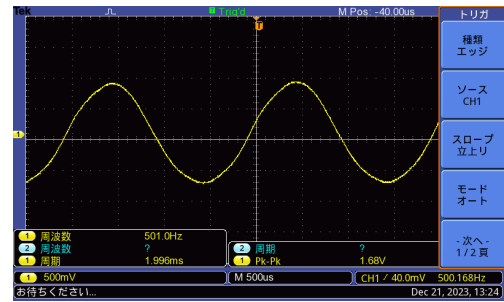 Tek Trig'd M Pos: -40.00us トリガ
種類
エッジ
ソース
CH1
スロープ
立上り
モード
オート
- 次へ -
1 / 2 頁
1
1 周波数 501.0Hz
2 周波数 ?
1 周期 1.996ms
2 周期 ?
1 Pk-Pk 1.68V
1 500mV M 500us CH1 / 40.0mV 500.168Hz
お待ちください... Dec 21, 2023, 13:24